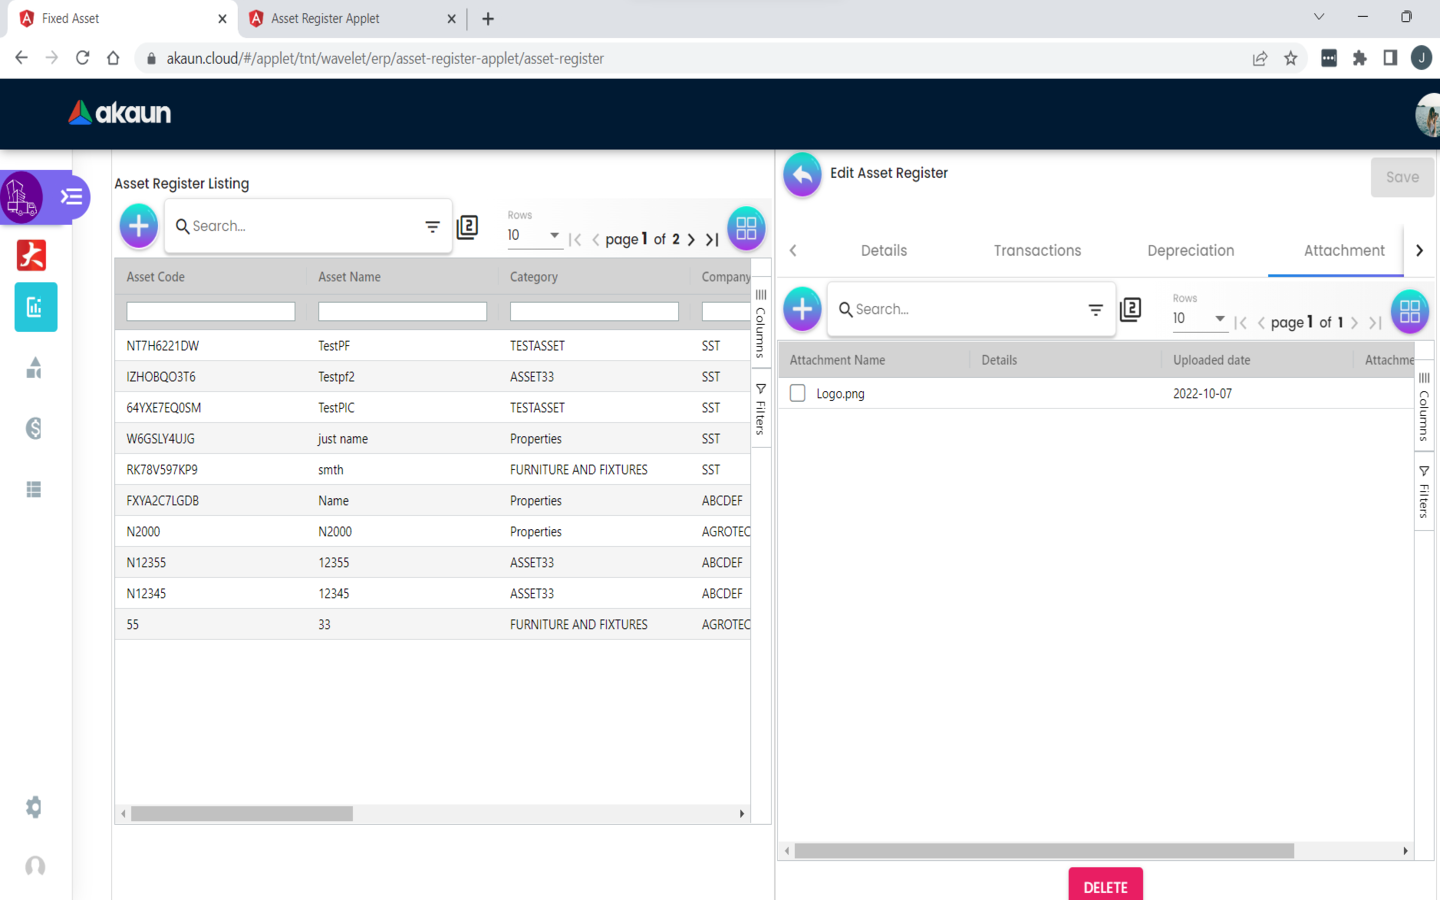 Fixed Asset
Asset Register Applet
akaun.cloud/#/applet/tnt/wavelet/erp/asset-register-applet/asset-register
J
akaun
Asset Register Listing
Search...
2
Rows
10
page 1 of 2
Asset Code Asset Name Category Company
NT7H6221DW TestPF TESTASSET SST
IZHOBQO3T6 Testpf2 ASSET33 SST
64YXE7EQ0SM TestPIC TESTASSET SST
W6GSLY4UJG just name Properties SST
RK78V597KP9 smth FURNITURE AND FIXTURES SST
FXYA2C7LGDB Name Properties ABCDEF
N2000 N2000 Properties AGROTEC
N12355 12355 ASSET33 ABCDEF
N12345 12345 ASSET33 ABCDEF
55 33 FURNITURE AND FIXTURES AGROTEC
Columns
Filters
Edit Asset Register
Save
Details Transactions Depreciation Attachment
Search...
2
Rows
10
page 1 of 1
Attachment Name Details Uploaded date Attachme
Logo.png 2022-10-07
Columns
Filters
DELETE